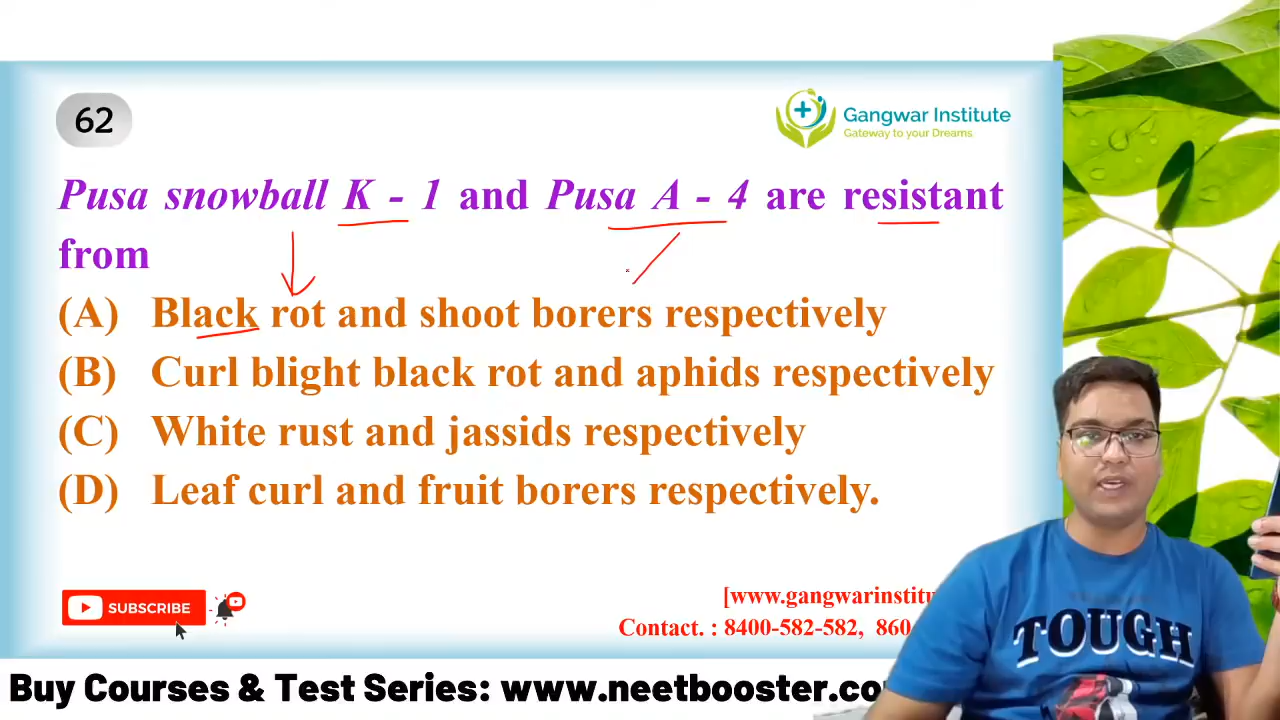 62
Gangwar Institute
Gateway to your Dreams
Pusa snowball K - 1 and Pusa A - 4 are resistant
from
(A) Black rot and shoot borers respectively
(B) Curl blight black rot and aphids respectively
(C) White rust and jassids respectively
(D) Leaf curl and fruit borers respectively.
SUBSCRIBE
[www.gangwarinstitu
Contact. : 8400-582-582, 860
Buy Courses & Test Series: www.neetbooster.co
TOUGH